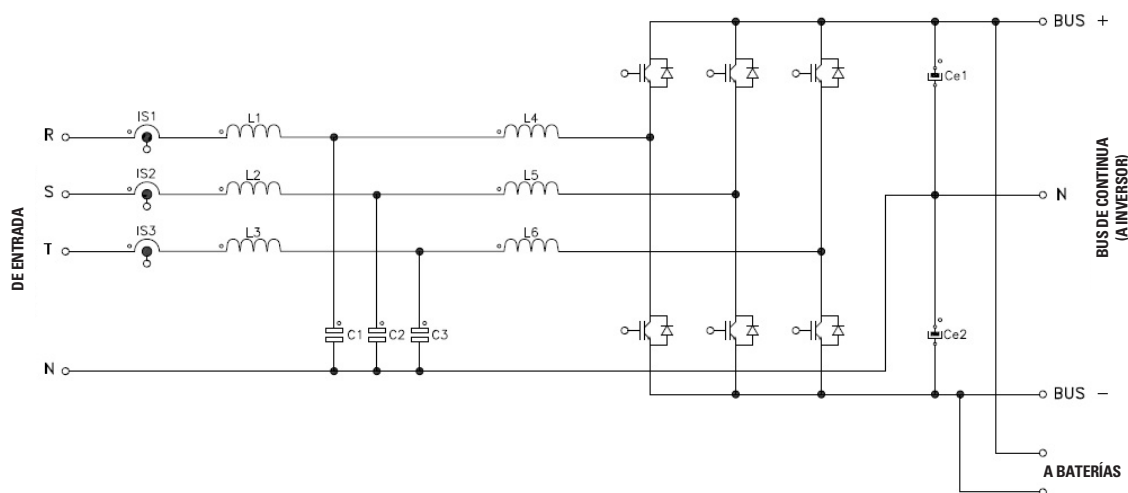 BUS +
Ce1
IS1
L1
L4
R
IS2
L2
L5
S
N
IS3
L3
L6
T
C1
C2
C3
Ce2
N
BUS −
A BATERÍAS
DE ENTRADA
BUS DE CONTINUA
(A INVERSOR)